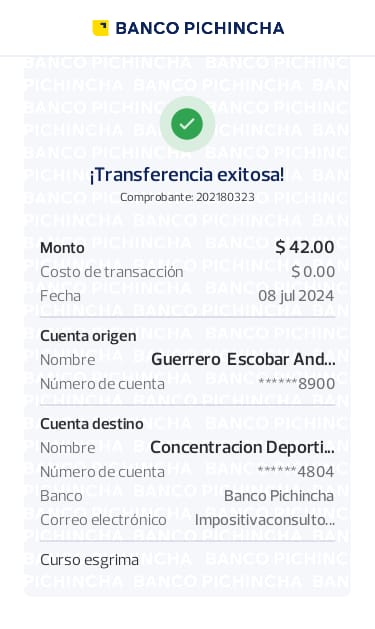 BANCO PICHINCHA
¡Transferencia exitosa!
Comprobante: 202180323
Monto $ 42.00
Costo de transacción $ 0.00
Fecha 08 jul 2024
Cuenta origen
Nombre Guerrero Escobar And...
Número de cuenta ******8900
Cuenta destino
Nombre Concentracion Deporti...
Número de cuenta ******4804
Banco Banco Pichincha
Correo electrónico Impositivaconsulto...
Curso esgrima